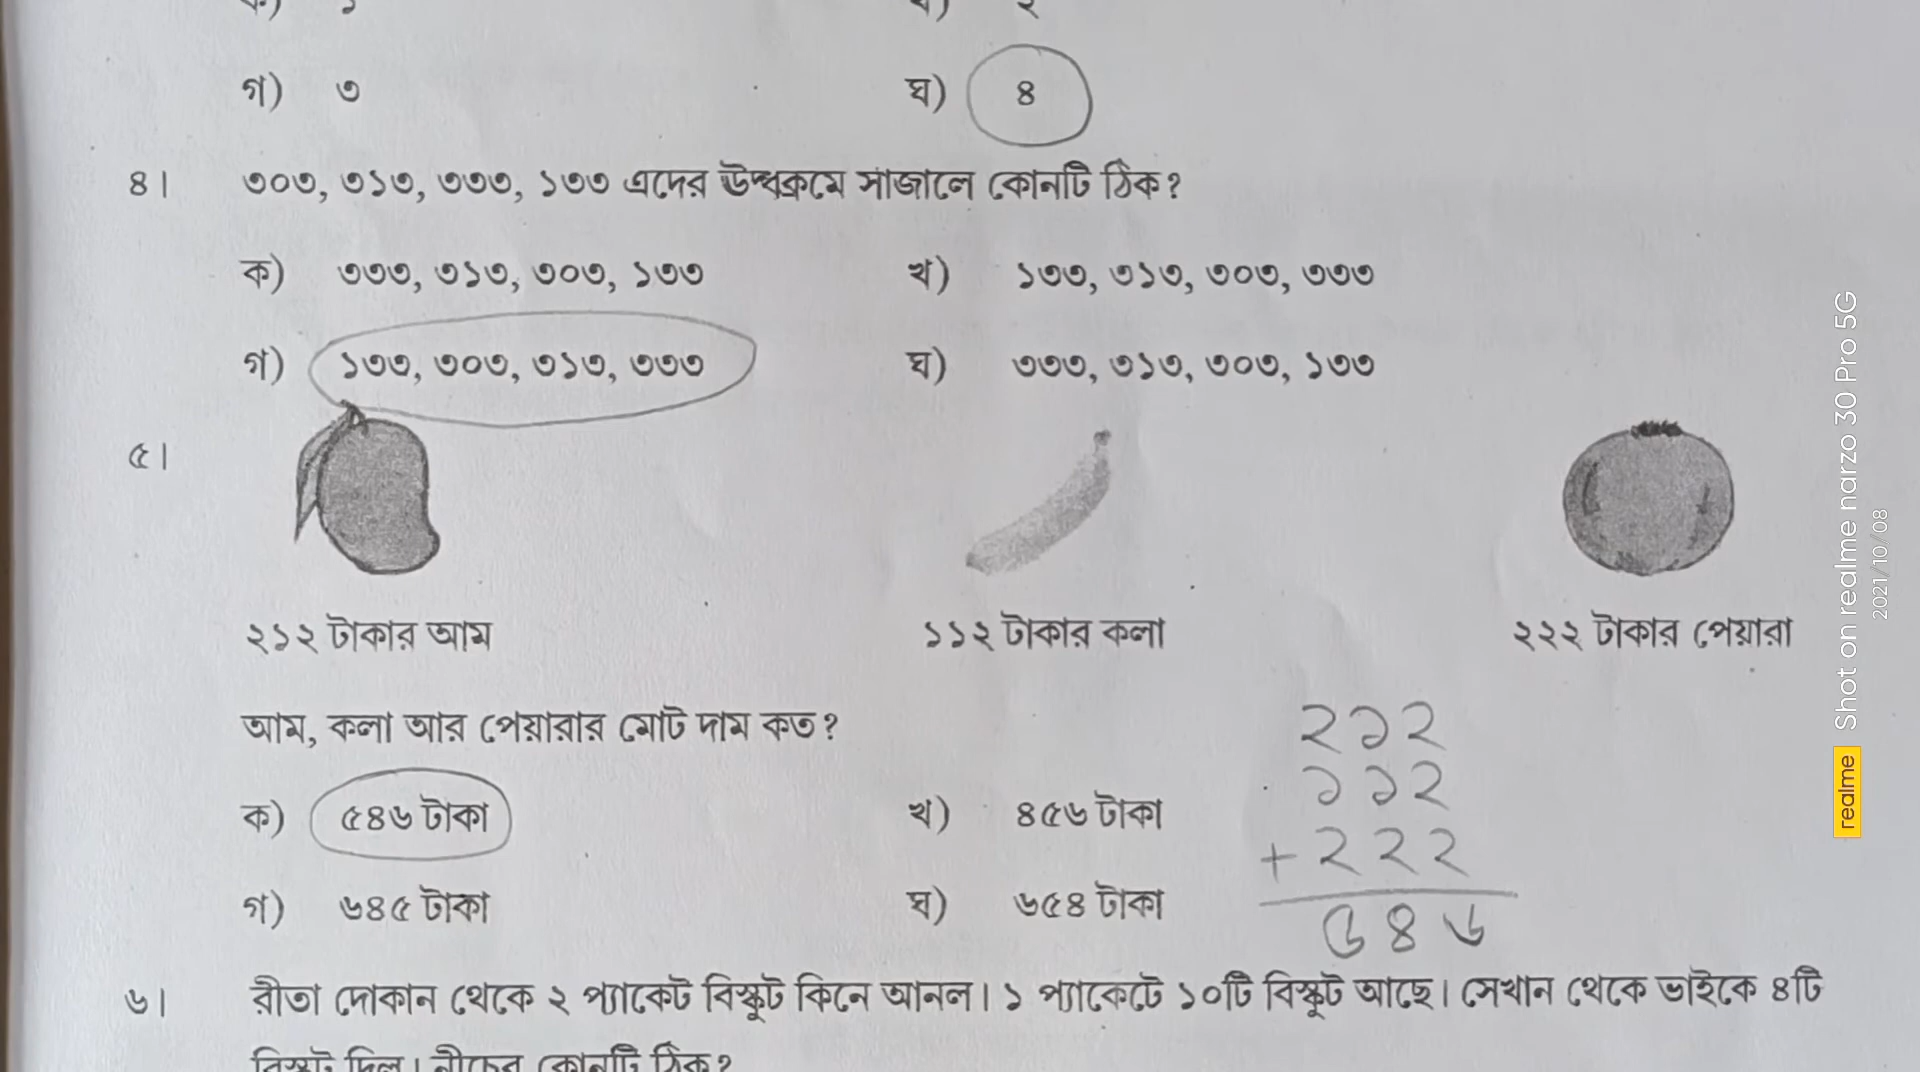 গ) ৩ ঘ) ৪
৪। ৩০৩, ৩১৩, ৩৩৩, ১৩৩ এদের উর্ধ্বক্রমে সাজালে কোনটি ঠিক?
ক) ৩৩৩, ৩১৩, ৩০৩, ১৩৩ খ) ১৩৩, ৩১৩, ৩০৩, ৩৩৩
গ) ১৩৩, ৩০৩, ৩১৩, ৩৩৩ ঘ) ৩৩৩, ৩১৩, ৩০৩, ১৩৩
৫।
২১২ টাকার আম ১১২ টাকার কলা ২২২ টাকার পেয়ারা
আম, কলা আর পেয়ারার মোট দাম কত?
ক) ৫৪৬ টাকা খ) ৪৫৬ টাকা
গ) ৬৪৫ টাকা ঘ) ৬৫৪ টাকা
২১২
১১২
+২২২
৫৪৬
৬। রীতা দোকান থেকে ২ প্যাকেট বিস্কুট কিনে আনল। ১ প্যাকেটে ১০টি বিস্কুট আছে। সেখান থেকে ভাইকে ৪টি
বিস্কুট দিল। নীচের কোনটি ঠিক?
realme Shot on realme narzo 30 Pro 5G
2021/10/08